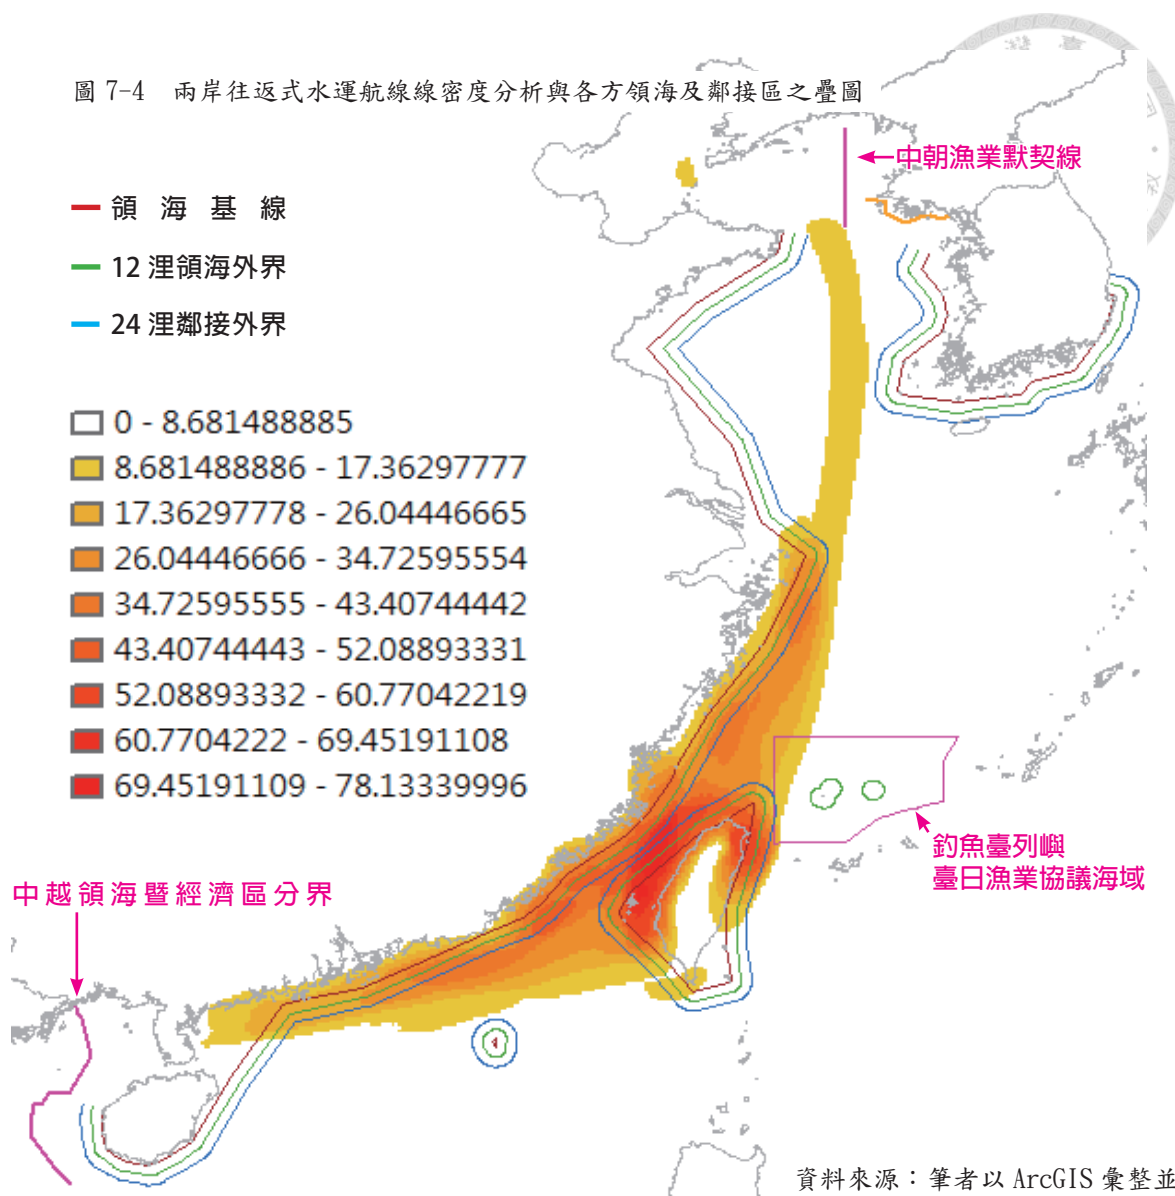 圖 7-4 兩岸往返式水運航線線密度分析與各方領海及鄰接區之疊圖
中朝漁業默契線
領海基線
12 浬領海外界
24 浬鄰接外界
0 - 8.681488885
8.681488886 - 17.36297777
17.36297778 - 26.04446665
26.04446666 - 34.72595554
34.72595555 - 43.40744442
43.40744443 - 52.08893331
52.08893332 - 60.77042219
60.7704222 - 69.45191108
69.45191109 - 78.13339996
釣魚臺列嶼
臺日漁業協議海域
中越領海暨經濟區分界
資料來源：筆者以 ArcGIS 彙整並